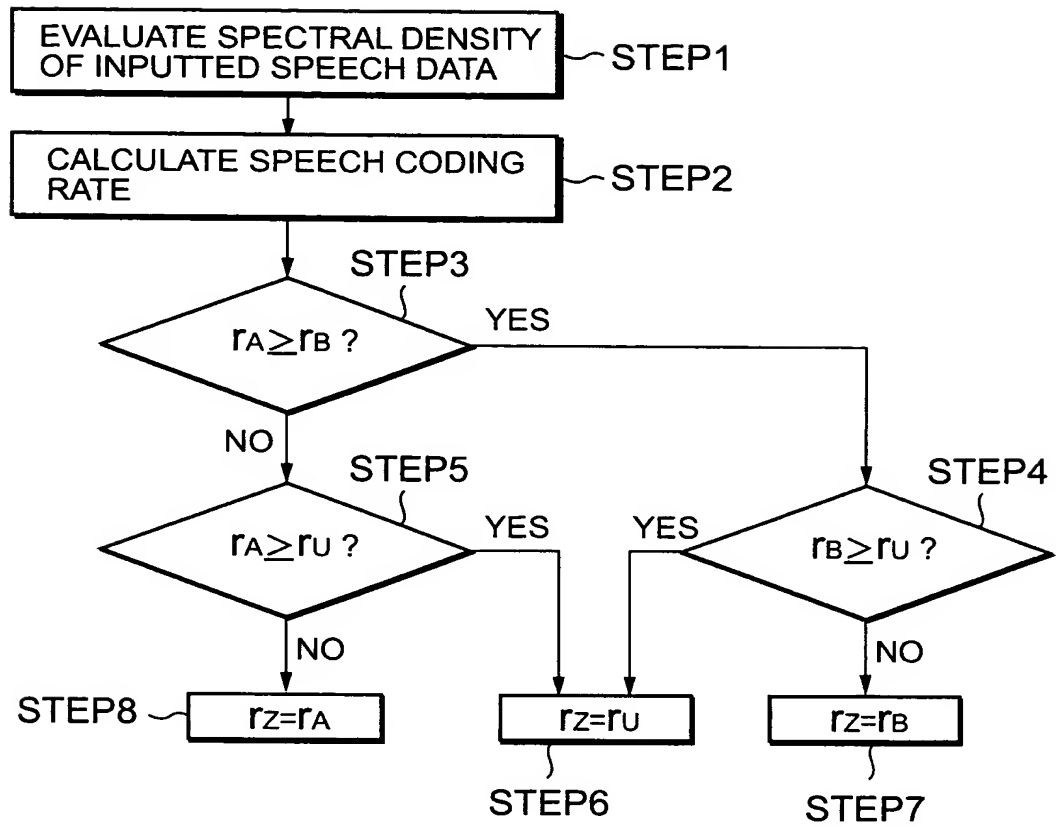 EVALUATE SPECTRAL DENSITY
OF INPUTTED SPEECH DATA
STEP1
CALCULATE SPEECH CODING
RATE
STEP2
STEP3
rA≥rB ?
YES
NO
STEP5
rA≥rU ?
YES
STEP4
YES
rB≥rU ?
NO
NO
STEP8
rZ=rA
rZ=rU
rZ=rB
STEP6
STEP7